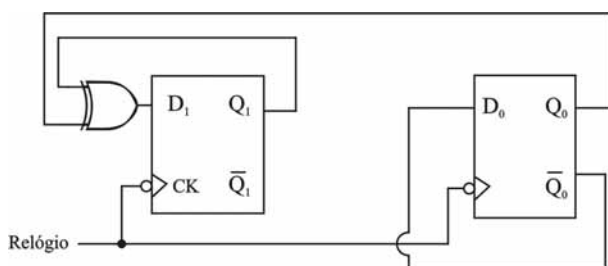 D₁ Q₁
CK Q̅₁
D₀ Q₀
Q̅₀
Relógio